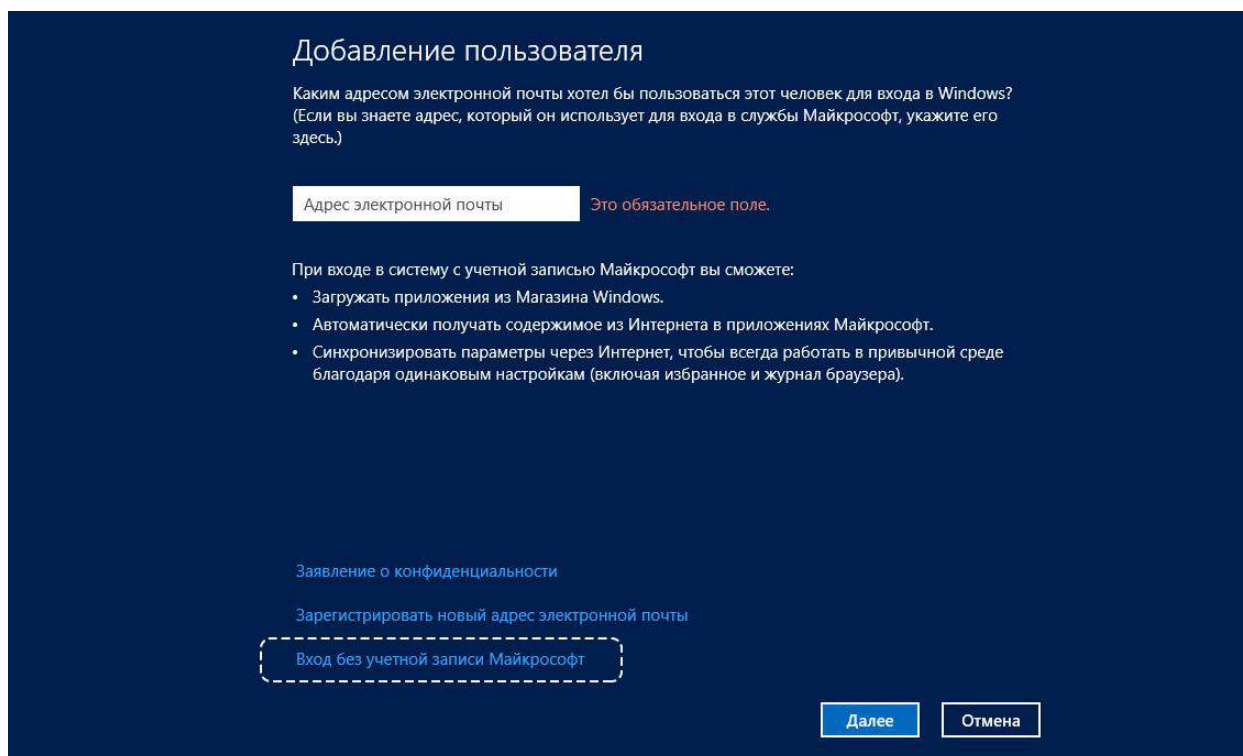 Добавление пользователя
Каким адресом электронной почты хотел бы пользоваться этот человек для входа в Windows?
(Если вы знаете адрес, который он использует для входа в службы Майкрософт, укажите его
здесь.)
Адрес электронной почты Это обязательное поле.
При входе в систему с учетной записью Майкрософт вы сможете:
• Загружать приложения из Магазина Windows.
• Автоматически получать содержимое из Интернета в приложениях Майкрософт.
• Синхронизировать параметры через Интернет, чтобы всегда работать в привычной среде
благодаря одинаковым настройкам (включая избранное и журнал браузера).
Заявление о конфиденциальности
Зарегистрировать новый адрес электронной почты
Вход без учетной записи Майкрософт
Далее Отмена